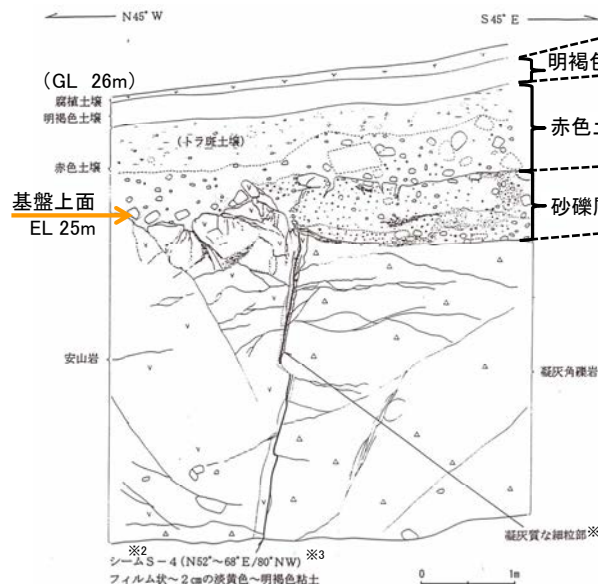 N45°W
S45°E
(GL 26m)
明褐色
腐植土壌
明褐色土壌
(トラ斑土壌)
赤色土
赤色土壌
基盤上面
EL 25m
砂礫層
安山岩
凝灰角礫岩
凝灰質な細粒部※
※2
※3
シームS-4 (N52°~68°E/80°NW)
フィルム状~2cmの淡黄色~明褐色粘土
0
1m